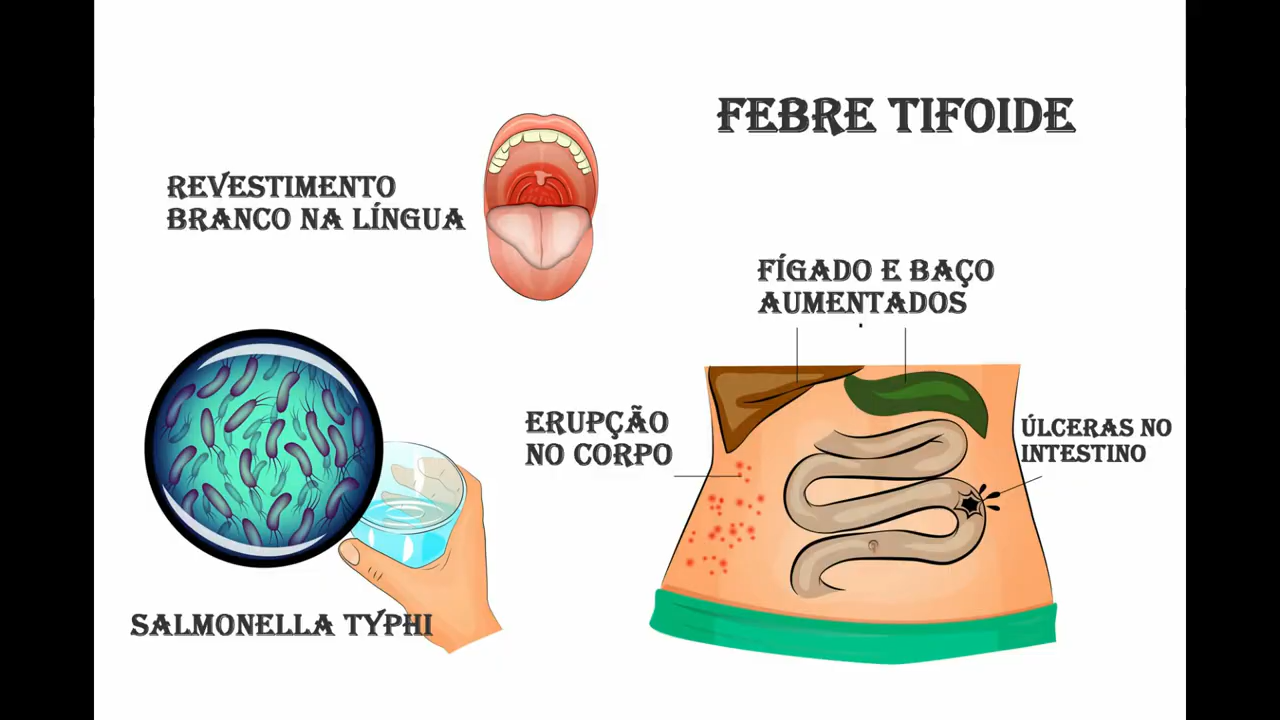 FEBRE TIFOIDE
REVESTIMENTO
BRANCO NA LÍNGUA
FÍGADO E BAÇO
AUMENTADOS
ERUPÇÃO
NO CORPO
ÚLCERAS NO
INTESTINO
SALMONELLA TYPHI